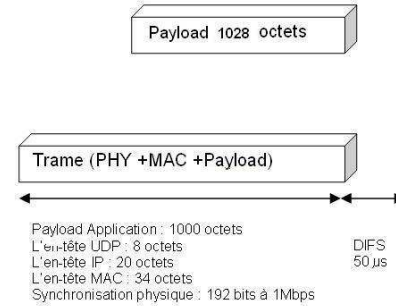 Payload 1028 octets
Trame (PHY +MAC +Payload)
Payload Application : 1000 octets
L'en-tête UDP : 8 octets
L'en-tête IP : 20 octets
L'en-tête MAC : 34 octets
Synchronisation physique : 192 bits à 1Mbps
DIFS
50 µs